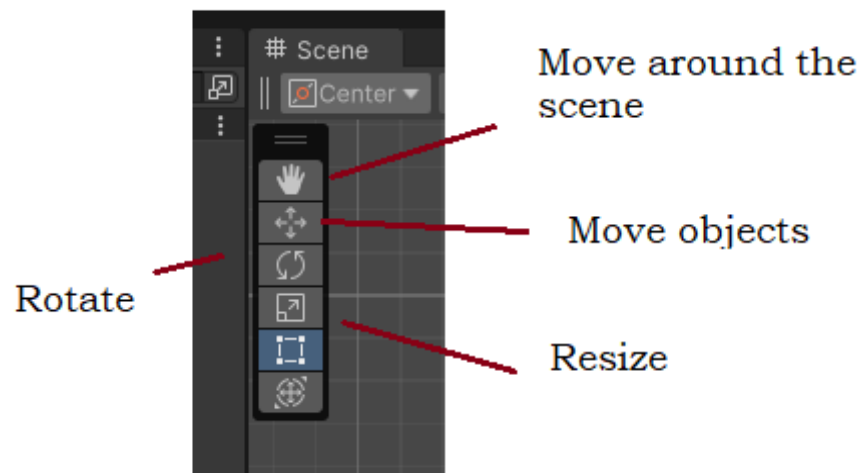 Scene
Center
Move around the
scene
Move objects
Rotate
Resize